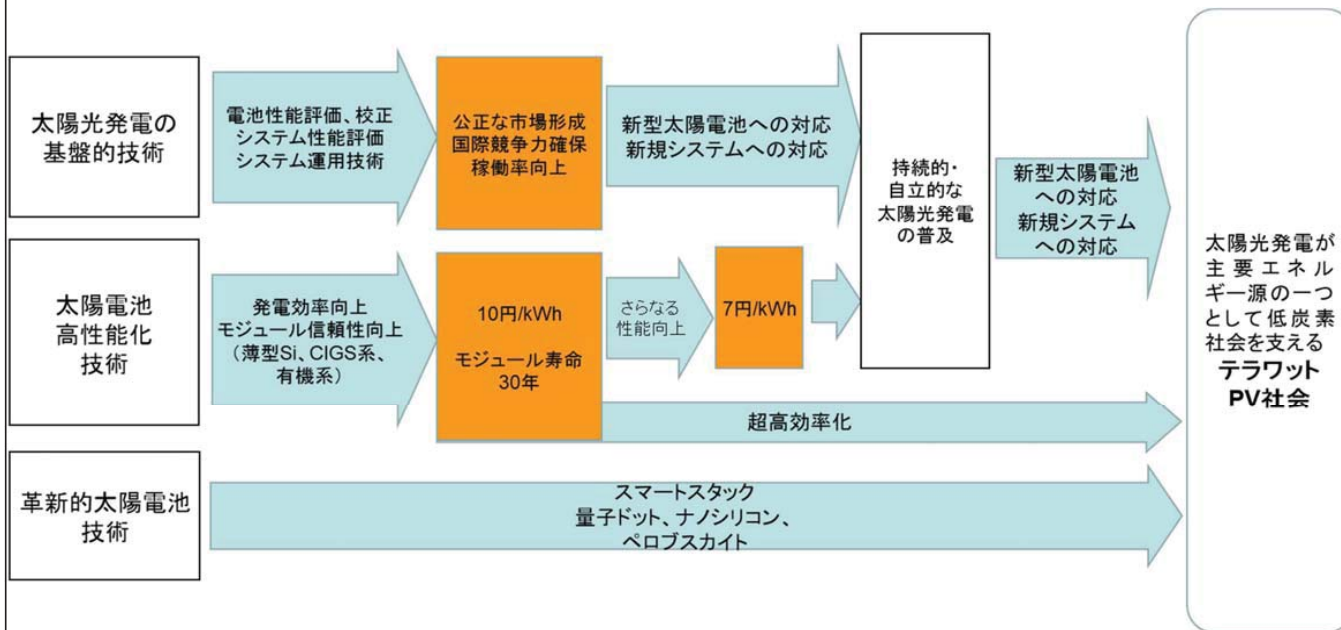 太陽光発電の
基盤的技術
電池性能評価、校正
システム性能評価
システム運用技術
公正な市場形成
国際競争力確保
稼働率向上
新型太陽電池への対応
新規システムへの対応
持続的・
自立的な
太陽光発電
の普及
新型太陽電池
への対応
新規システム
への対応
太陽電池
高性能化
技術
発電効率向上
モジュール信頼性向上
(薄型Si、CIGS系、
有機系)
10円/kWh
モジュール寿命
30年
さらなる
性能向上
7円/kWh
超高効率化
革新的太陽電池
技術
スマートスタック
量子ドット、ナノシリコン、
ペロブスカイト
太陽光発電が
主要エネル
ギー源の一つ
として低炭素
社会を支える
テラワット
PV社会